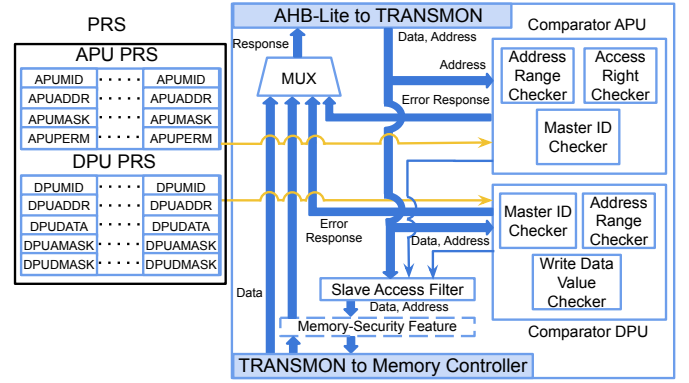 PRS
APU PRS
APUMID · · · · · APUMID
APUADDR · · · · · APUADDR
APUMASK · · · · · APUMASK
APUPERM · · · · · APUPERM
DPU PRS
DPUMID · · · · · DPUMID
DPUADDR · · · · · DPUADDR
DPUDATA · · · · · DPUDATA
DPUAMASK · · · · · DPUAMASK
DPUDMASK · · · · · DPUDMASK
AHB-Lite to TRANSMON
Response
Data, Address
MUX
Address
Error Response
Comparator APU
Address
Range
Checker
Access
Right
Checker
Master ID
Checker
Error
Response
Data, Address
Master ID
Checker
Address
Range
Checker
Write Data
Value
Checker
Comparator DPU
Data
Slave Access Filter
Data, Address
Memory-Security Feature
TRANSMON to Memory Controller